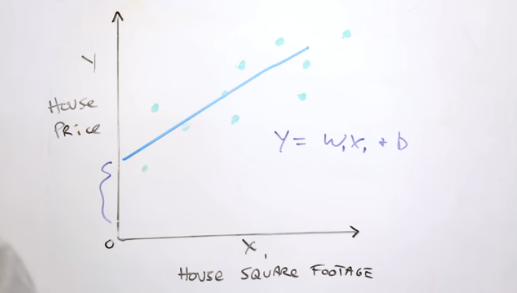 Y
House
Price
Y = W₁X₁ + b
0
X₁
House Square Footage